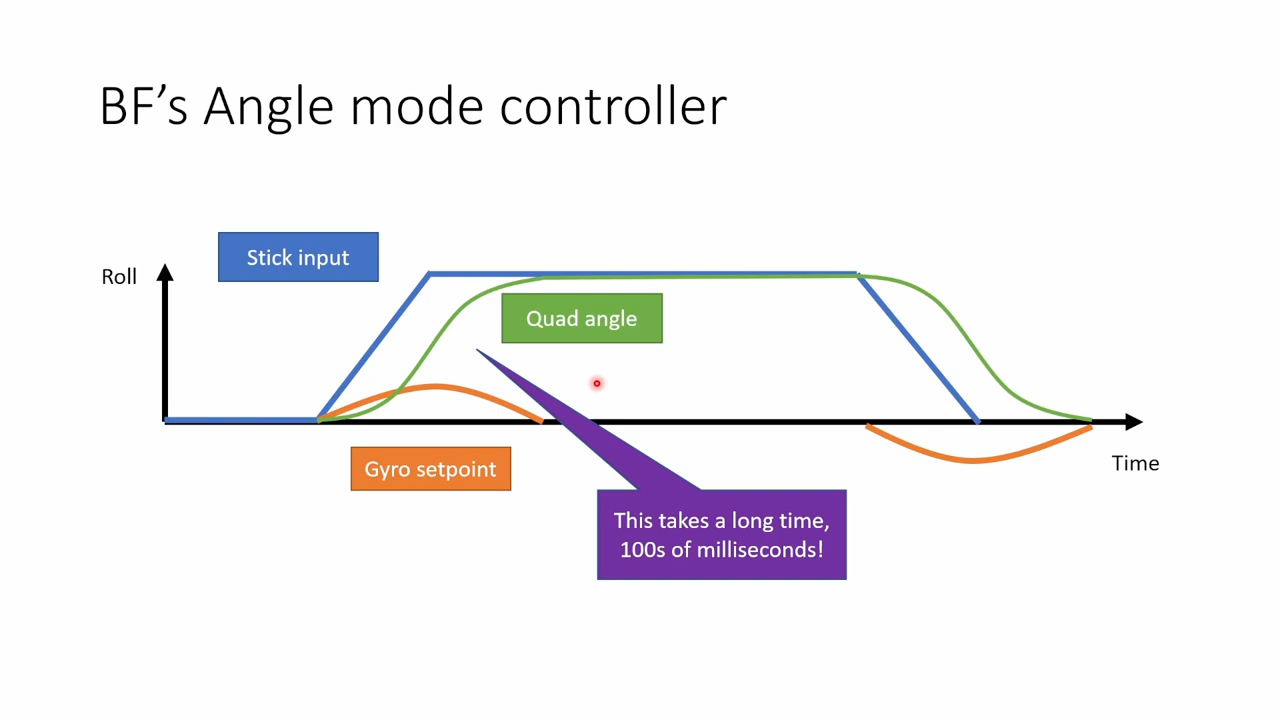 BF's Angle mode controller
Stick input
Roll
Quad angle
Gyro setpoint
Time
This takes a long time,
100s of milliseconds!